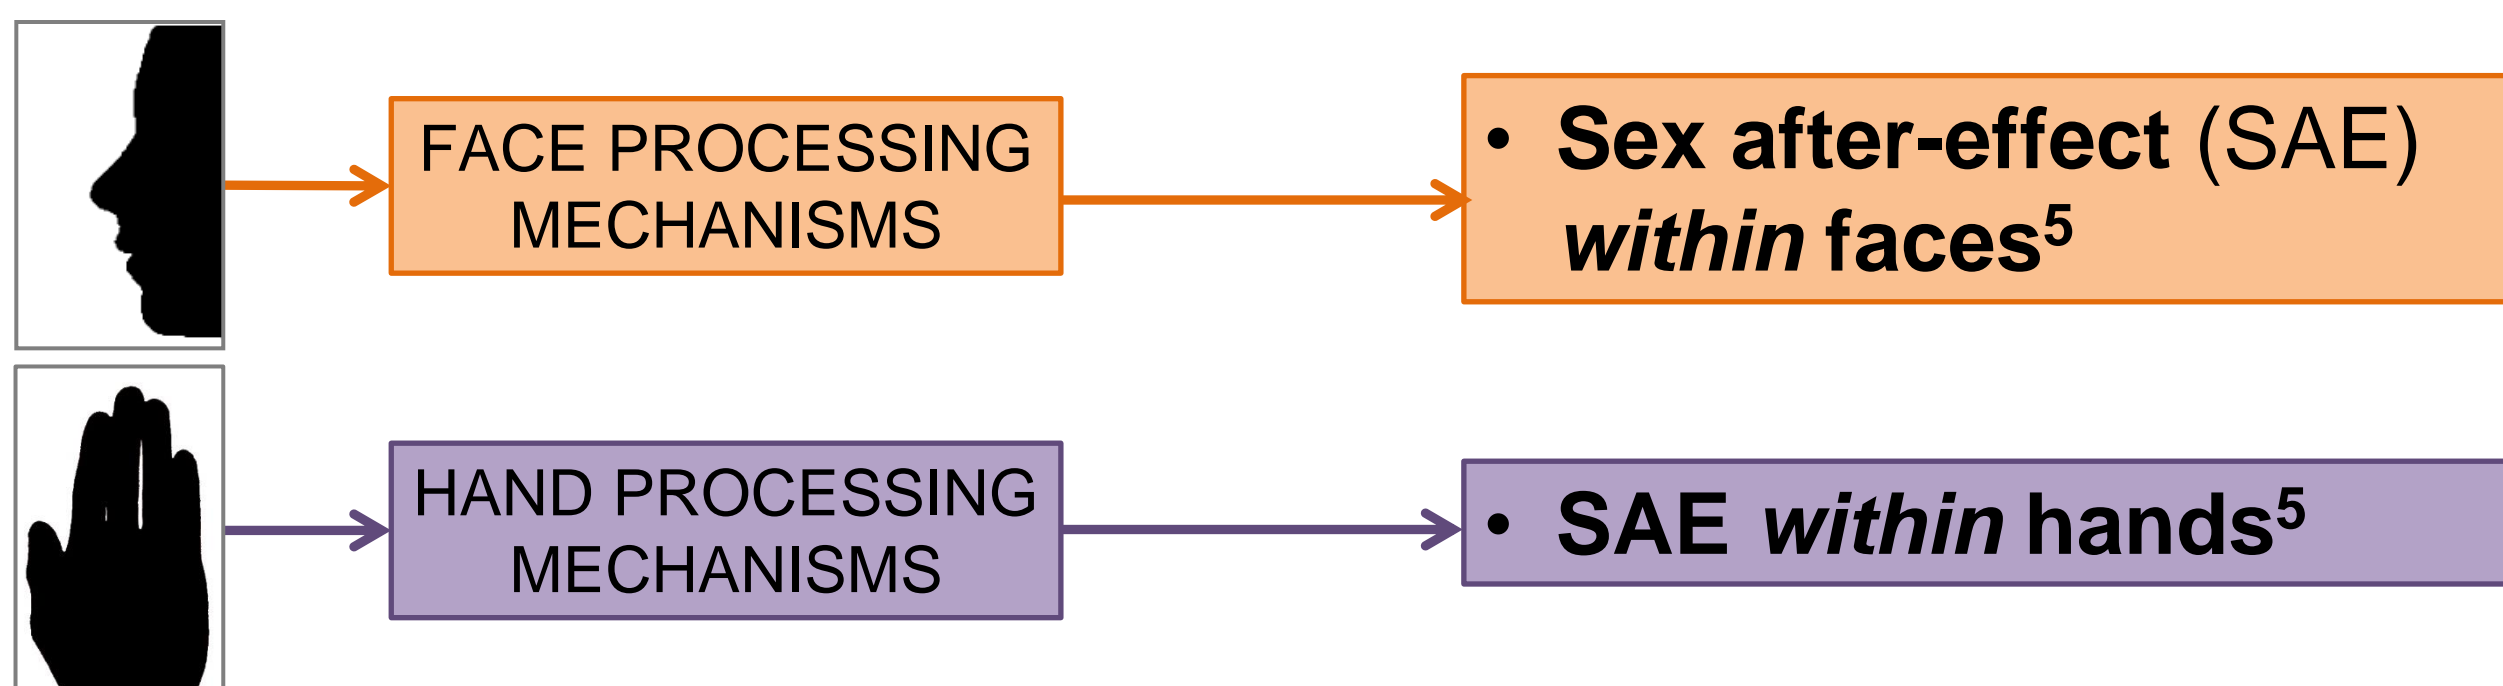 FACE PROCESSING
MECHANISMS
• Sex after-effect (SAE)
within faces⁵
HAND PROCESSING
MECHANISMS
• SAE within hands⁵